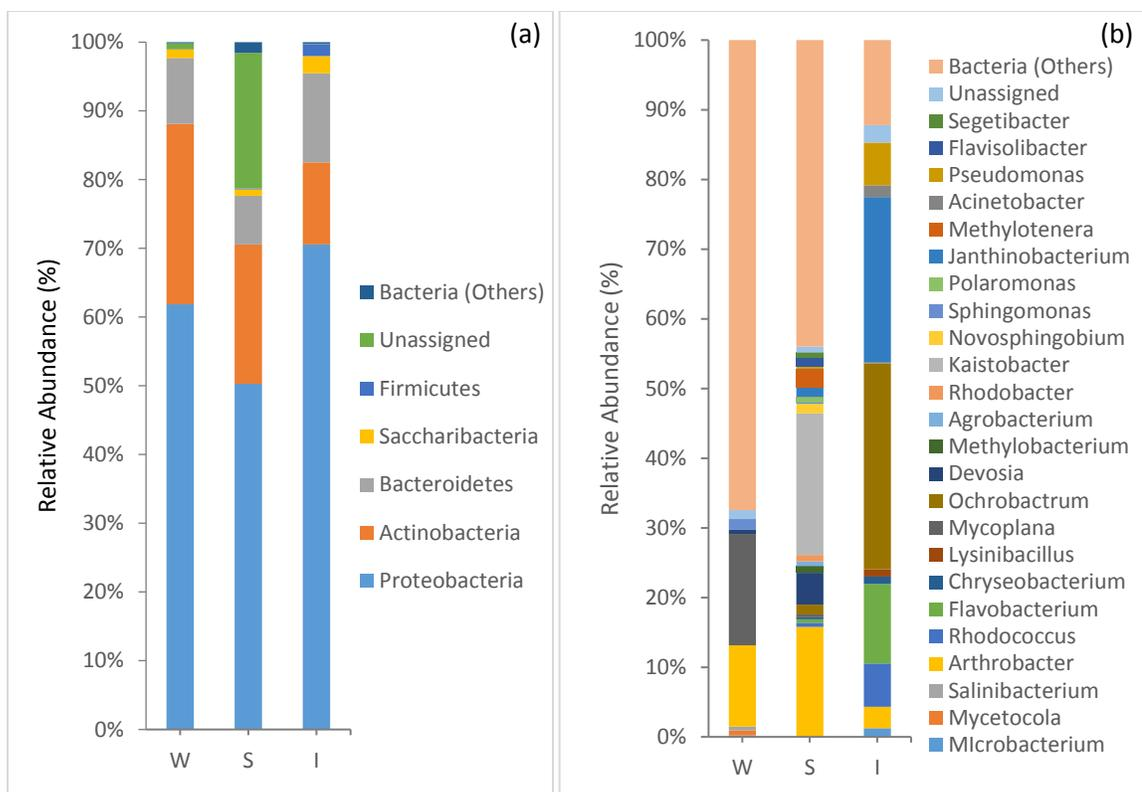 (a)
100%
90%
80%
70%
60%
50%
40%
30%
20%
10%
0%
Relative Abundance (%)
W S I
Bacteria (Others)
Unassigned
Firmicutes
Saccharibacteria
Bacteroidetes
Actinobacteria
Proteobacteria
(b)
100%
90%
80%
70%
60%
50%
40%
30%
20%
10%
0%
Relative Abundance (%)
W S I
Bacteria (Others)
Unassigned
Segetibacter
Flavisolibacter
Pseudomonas
Acinetobacter
Methylotenera
Janthinobacterium
Polaromonas
Sphingomonas
Novosphingobium
Kaistobacter
Rhodobacter
Agrobacterium
Methylobacterium
Devosia
Ochrobactrum
Mycoplana
Lysinibacillus
Chryseobacterium
Flavobacterium
Rhodococcus
Arthrobacter
Salinibacterium
Mycetocola
MIcrobacterium